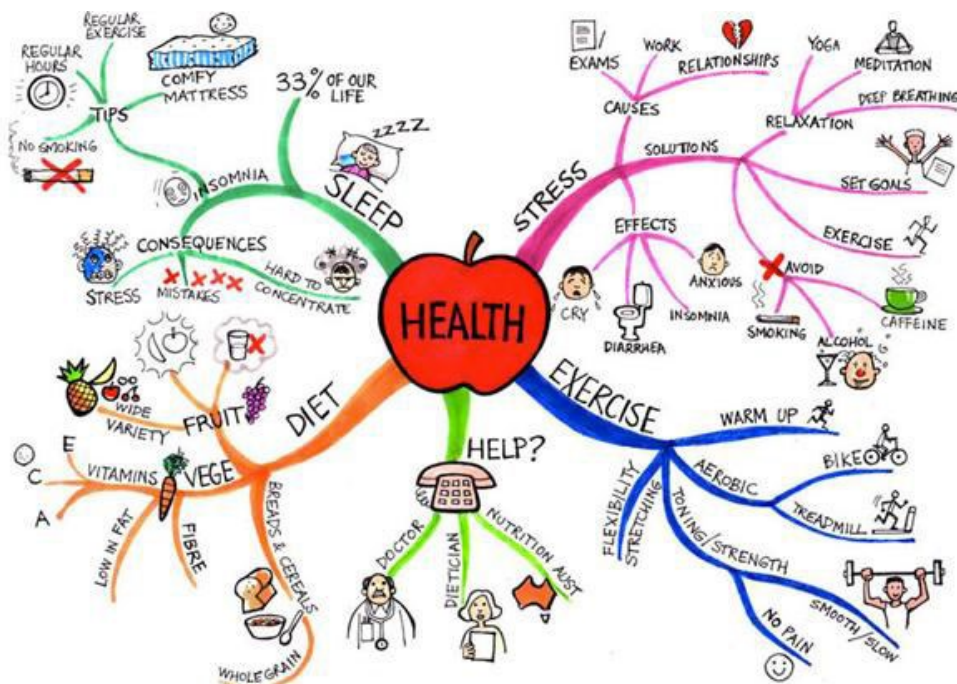 HEALTH
SLEEP
33% OF OUR
LIFE
ZZZZ
INSOMNIA
TIPS
REGULAR
EXERCISE
REGULAR
HOURS
COMFY
MATTRESS
NO SMOKING
CONSEQUENCES
STRESS
MISTAKES
HARD TO
CONCENTRATE
STRESS
CAUSES
EXAMS
WORK
RELATIONSHIPS
SOLUTIONS
RELAXATION
YOGA
MEDITATION
DEEP BREATHING
SET GOALS
EXERCISE
AVOID
SMOKING
ALCOHOL
CAFFEINE
EFFECTS
CRY
DIARRHEA
INSOMNIA
ANXIOUS
DIET
FRUIT
WIDE
VARIETY
VEGE
VITAMINS
E
C
A
LOW IN FAT
FIBRE
BREADS & CEREALS
WHOLEGRAIN
HELP?
DOCTOR
DIETICIAN
NUTRITION AUST
EXERCISE
WARM UP
AEROBIC
BIKE
TREADMILL
TONING/STRENGTH
SMOOTH/SLOW
NO PAIN
FLEXIBILITY
STRETCHING